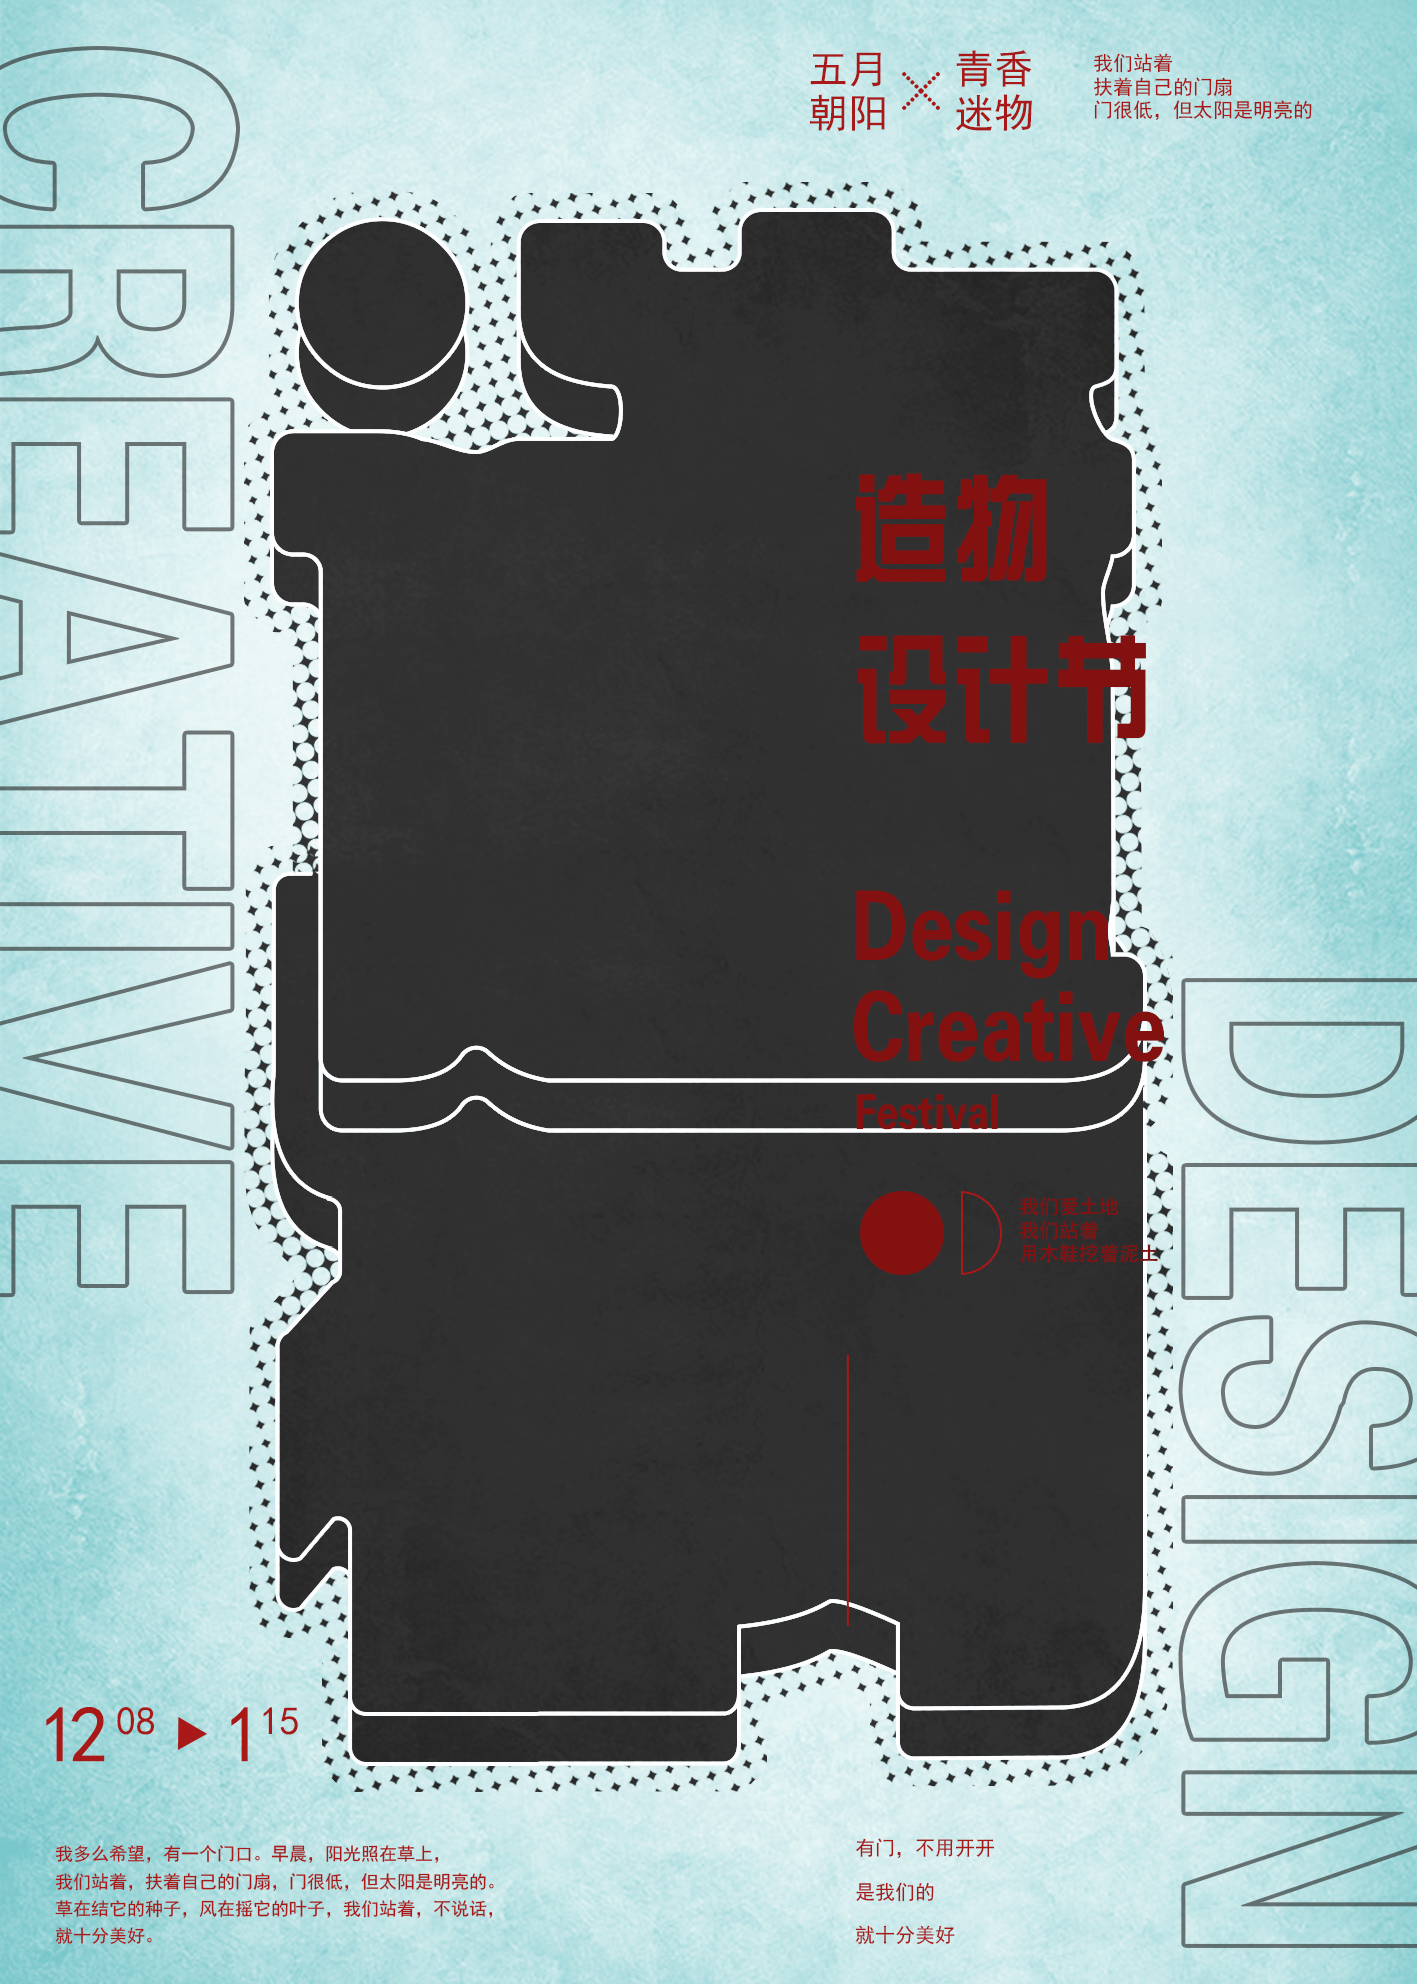 五月
朝阳
青香
迷物
我们站着
扶着自己的门扇
门很低，但太阳是明亮的
CREATIVE
造物
设计节
Design
Creative
Festival
我们爱土地
我们站着
用木鞋挖着泥土
DESIGN
12 08 ▶ 1 15
我多么希望，有一个门口。早晨，阳光照在草上，
我们站着，扶着自己的门扇，门很低，但太阳是明亮的。
草在结它的种子，风在摇它的叶子，我们站着，不说话，
就十分美好。
有门，不用开开
是我们的
就十分美好